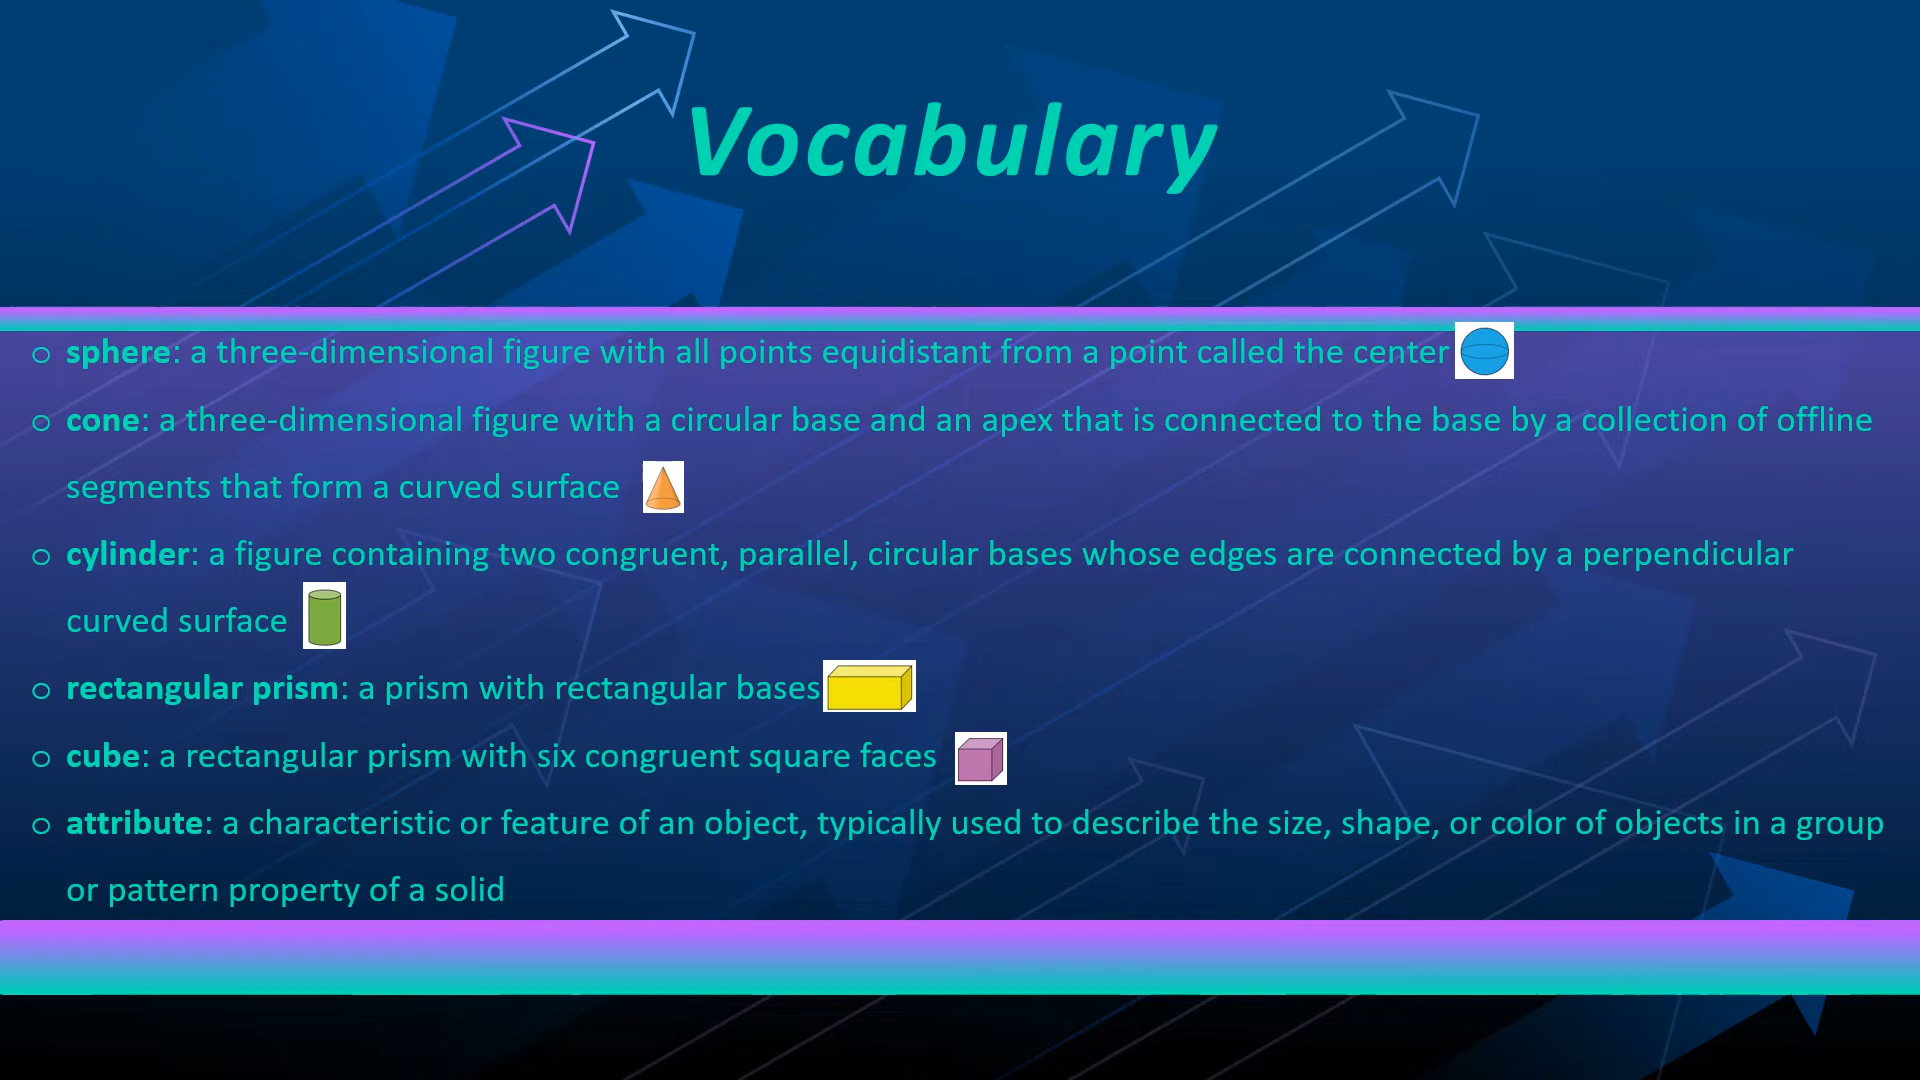 Vocabulary
○ sphere: a three-dimensional figure with all points equidistant from a point called the center
○ cone: a three-dimensional figure with a circular base and an apex that is connected to the base by a collection of offline
segments that form a curved surface
○ cylinder: a figure containing two congruent, parallel, circular bases whose edges are connected by a perpendicular
curved surface
○ rectangular prism: a prism with rectangular bases
○ cube: a rectangular prism with six congruent square faces
○ attribute: a characteristic or feature of an object, typically used to describe the size, shape, or color of objects in a group
or pattern property of a solid